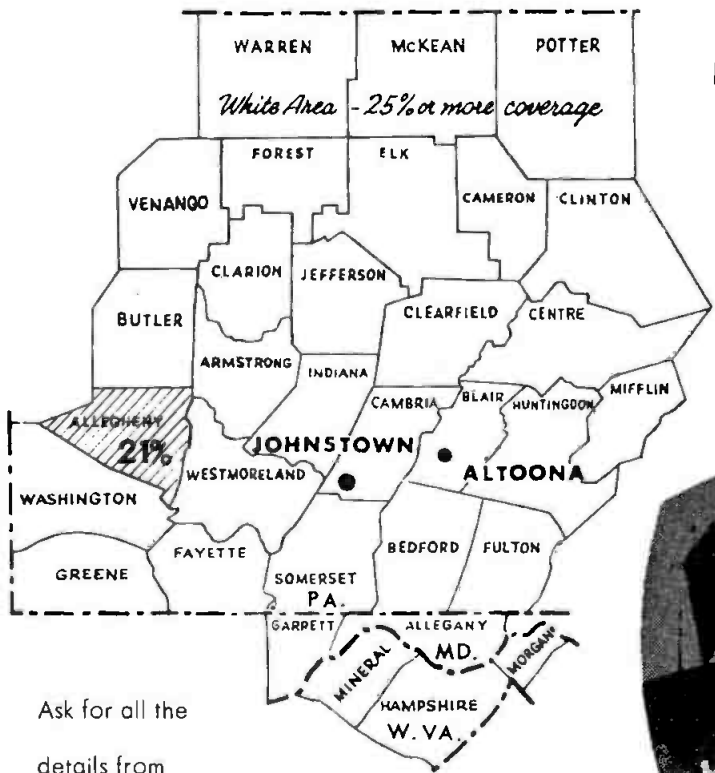 WARREN
McKEAN
POTTER
White Area - 25% or more coverage
FOREST
ELK
VENANGO
CAMERON
CLINTON
CLARION
JEFFERSON
BUTLER
CLEARFIELD
CENTRE
ARMSTRONG
INDIANA
ALLEGHENY
21%
CAMBRIA
BLAIR
HUNTINGDON
MIFFLIN
JOHNSTOWN
WESTMORELAND
ALTOONA
WASHINGTON
FAYETTE
BEDFORD
FULTON
GREENE
SOMERSET
PA.
GARRETT
ALLEGANY
MD.
MORGAN
MINERAL
HAMPSHIRE
W. VA.
Ask for all the
details from